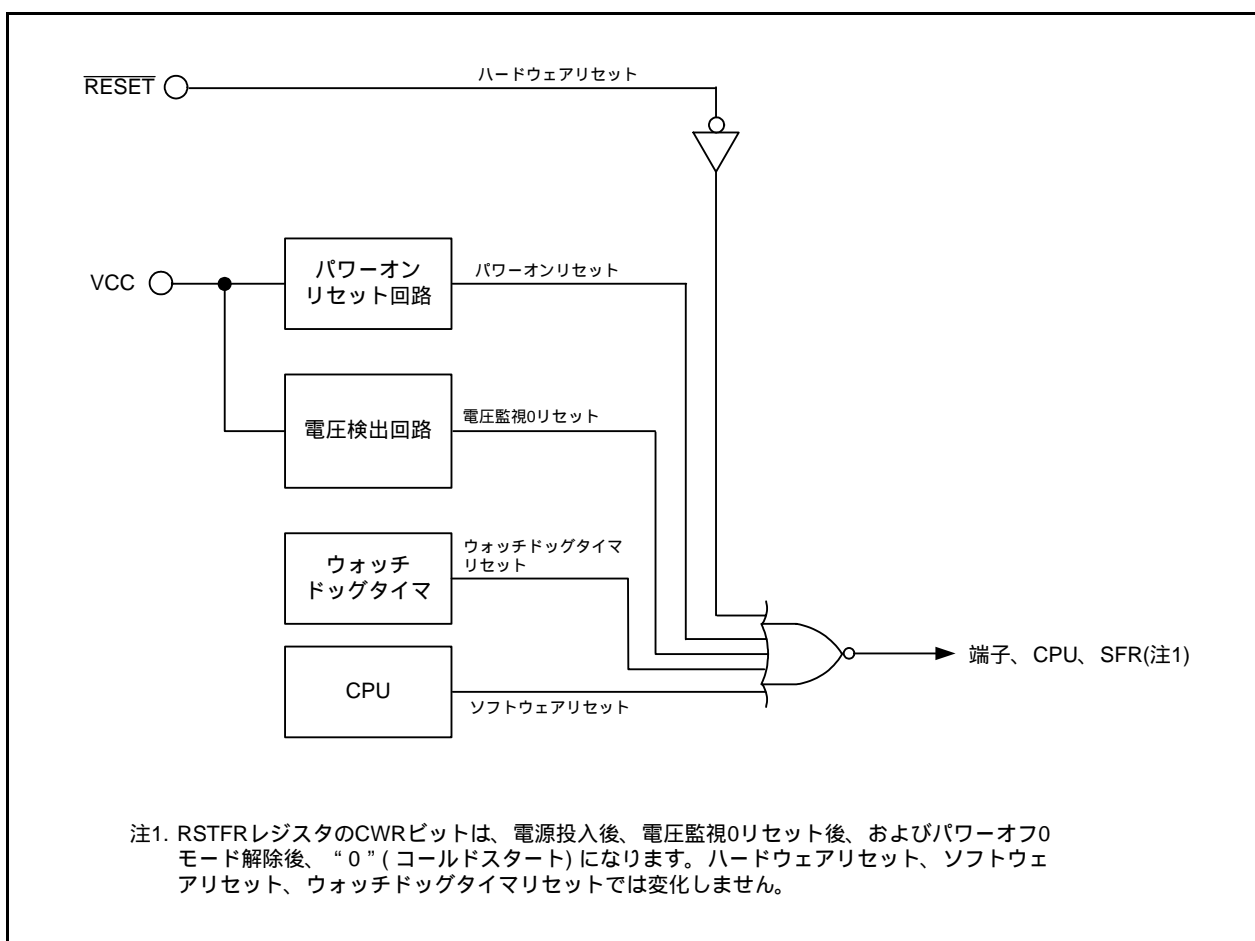 RESET
ハードウェアリセット
VCC
パワーオン
リセット回路
パワーオンリセット
電圧検出回路
電圧監視0リセット
ウォッチ
ドッグタイマ
ウォッチドッグタイマ
リセット
CPU
ソフトウェアリセット
端子、CPU、SFR(注1)
注1. RSTFRレジスタのCWRビットは、電源投入後、電圧監視0リセット後、およびパワーオフ0
モード解除後、“ 0 ” ( コールドスタート) になります。ハードウェアリセット、ソフトウェ
アリセット、ウォッチドッグタイマリセットでは変化しません。